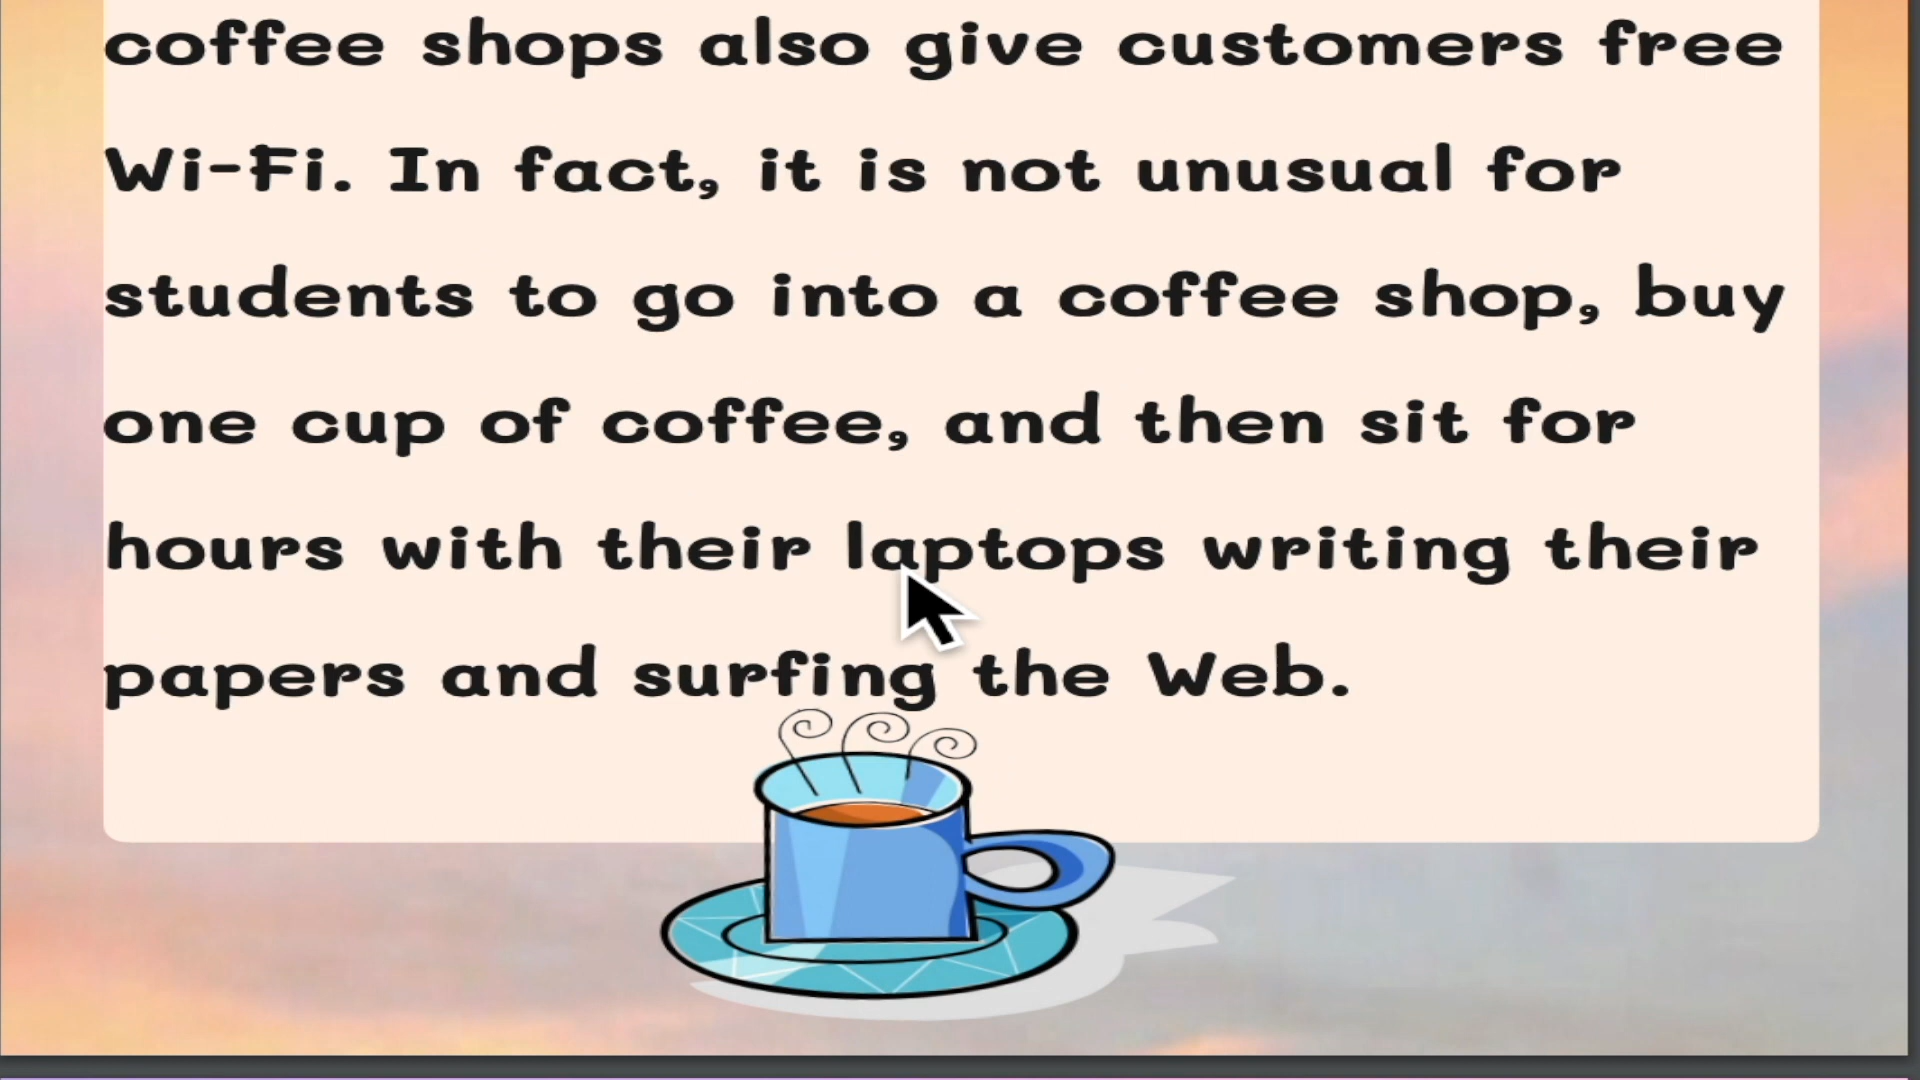 coffee shops also give customers free
Wi-Fi. In fact, it is not unusual for
students to go into a coffee shop, buy
one cup of coffee, and then sit for
hours with their laptops writing their
papers and surfing the Web.